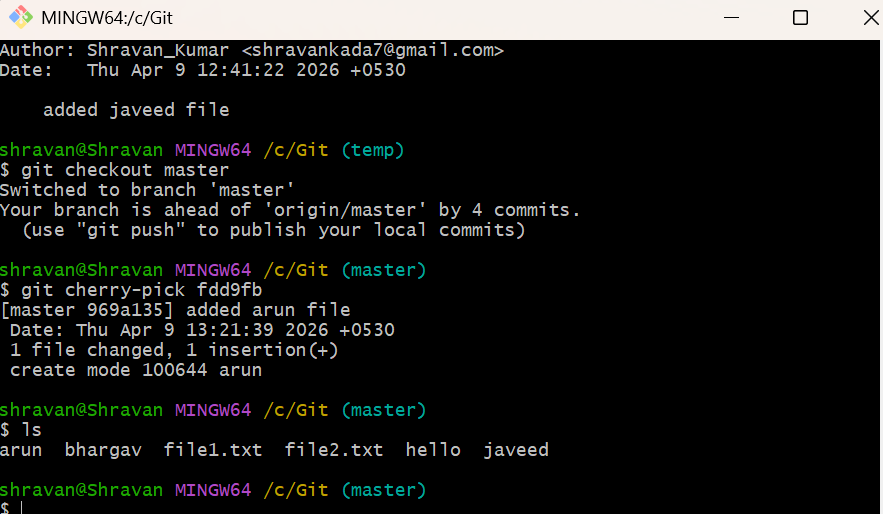 MINGW64:/c/Git
Author: Shravan_Kumar <shravankada7@gmail.com>
Date:   Thu Apr 9 12:41:22 2026 +0530
    added javeed file
shravan@Shravan MINGW64 /c/Git (temp)
$ git checkout master
Switched to branch 'master'
Your branch is ahead of 'origin/master' by 4 commits.
  (use "git push" to publish your local commits)
shravan@Shravan MINGW64 /c/Git (master)
$ git cherry-pick fdd9fb
[master 969a135] added arun file
 Date: Thu Apr 9 13:21:39 2026 +0530
 1 file changed, 1 insertion(+)
 create mode 100644 arun
shravan@Shravan MINGW64 /c/Git (master)
$ ls
arun  bhargav  file1.txt  file2.txt  hello  javeed
shravan@Shravan MINGW64 /c/Git (master)
$